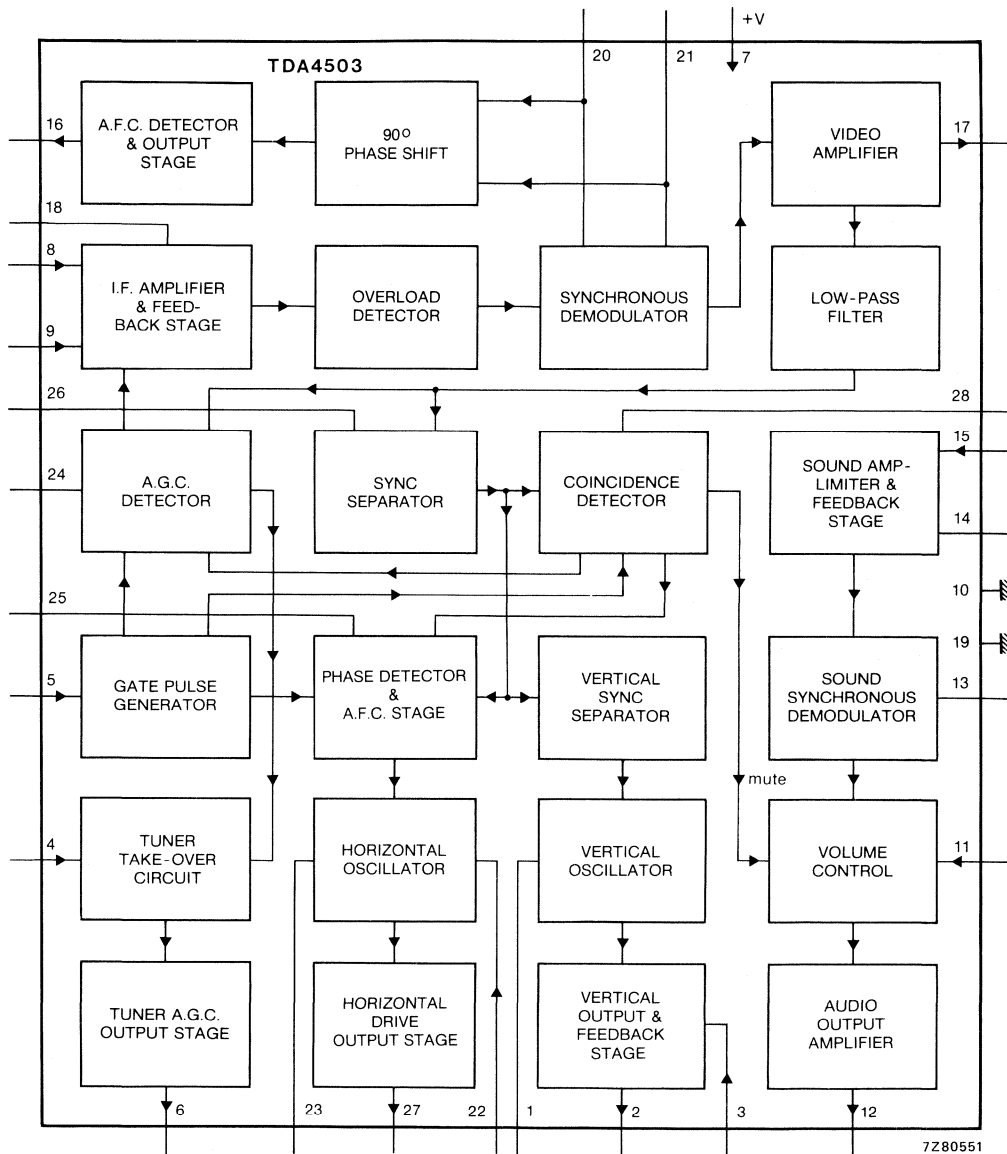 +V
20
21
7
TDA4503
16
A.F.C. DETECTOR
& OUTPUT
STAGE
90°
PHASE SHIFT
VIDEO
AMPLIFIER
17
18
8
9
I.F. AMPLIFIER
& FEED-
BACK STAGE
OVERLOAD
DETECTOR
SYNCHRONOUS
DEMODULATOR
LOW-PASS
FILTER
26
28
24
A.G.C.
DETECTOR
SYNC
SEPARATOR
COINCIDENCE
DETECTOR
SOUND AMP-
LIMITER &
FEEDBACK
STAGE
15
14
10
25
19
5
GATE PULSE
GENERATOR
PHASE DETECTOR
&
A.F.C. STAGE
VERTICAL
SYNC
SEPARATOR
SOUND
SYNCHRONOUS
DEMODULATOR
13
mute
4
TUNER
TAKE-OVER
CIRCUIT
HORIZONTAL
OSCILLATOR
VERTICAL
OSCILLATOR
VOLUME
CONTROL
11
TUNER A.G.C.
OUTPUT STAGE
HORIZONTAL
DRIVE
OUTPUT STAGE
VERTICAL
OUTPUT &
FEEDBACK
STAGE
AUDIO
OUTPUT
AMPLIFIER
6
23
27
22
1
2
3
12
7Z80551